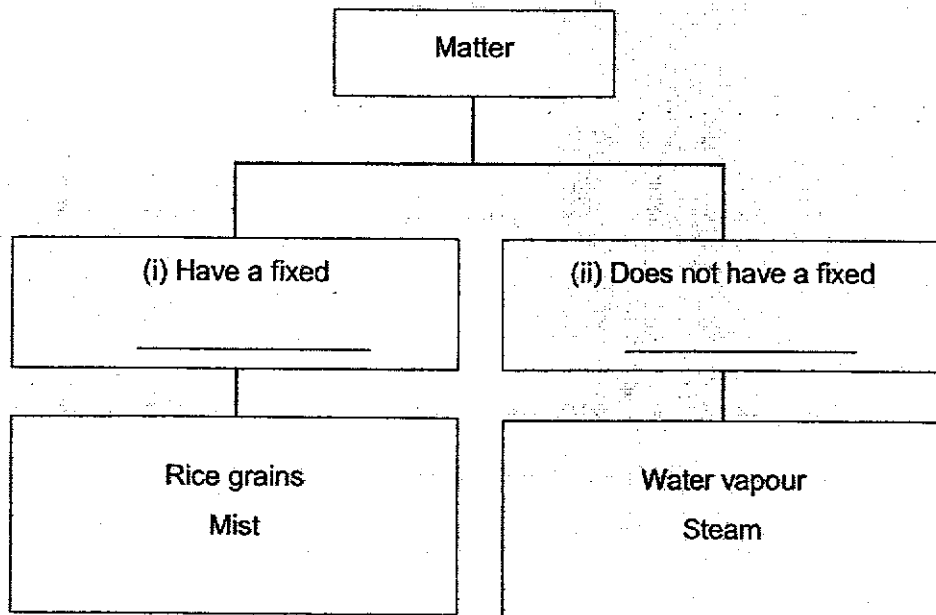 Matter
(i) Have a fixed
(ii) Does not have a fixed
Rice grains
Mist
Water vapour
Steam